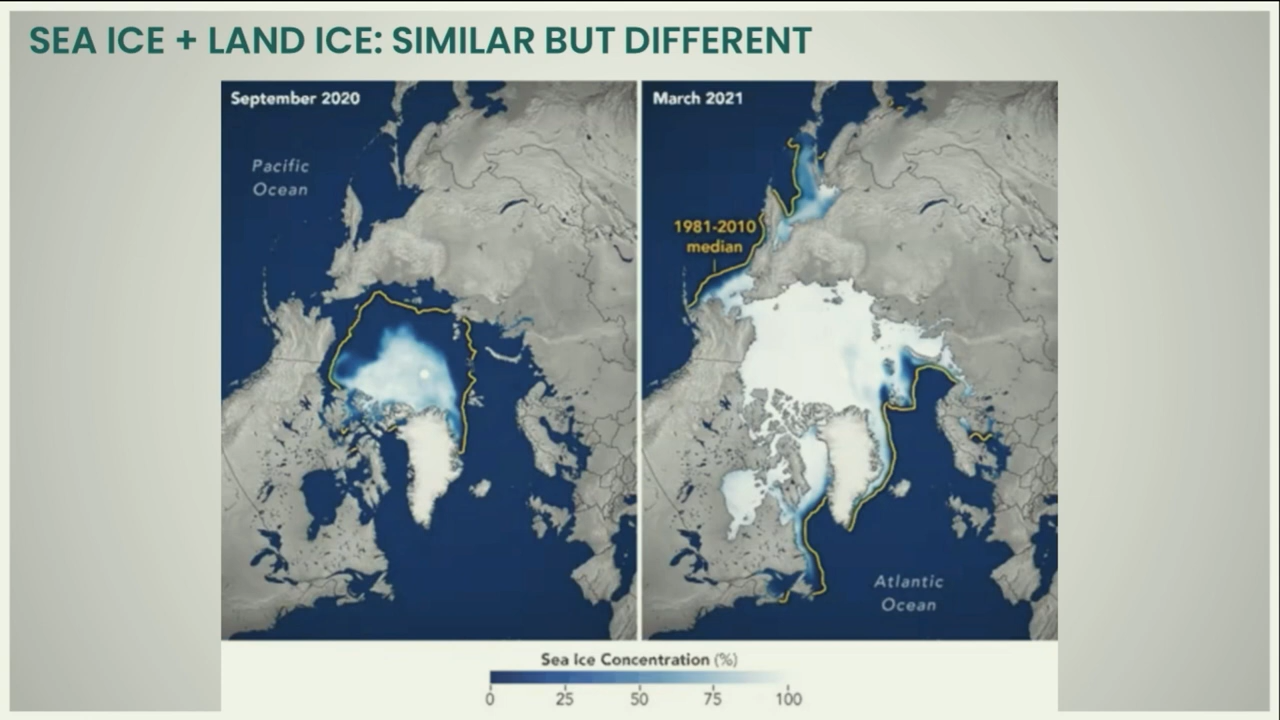 SEA ICE + LAND ICE: SIMILAR BUT DIFFERENT
September 2020
Pacific
Ocean
March 2021
1981-2010
median
Atlantic
Ocean
Sea Ice Concentration (%)
0 25 50 75 100